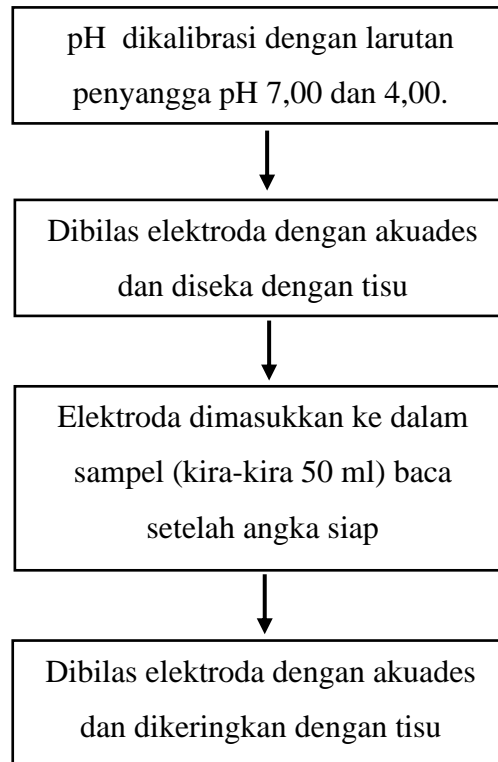 pH dikalibrasi dengan larutan
penyangga pH 7,00 dan 4,00.
Dibilas elektroda dengan akuades
dan diseka dengan tisu
Elektroda dimasukkan ke dalam
sampel (kira-kira 50 ml) baca
setelah angka siap
Dibilas elektroda dengan akuades
dan dikeringkan dengan tisu